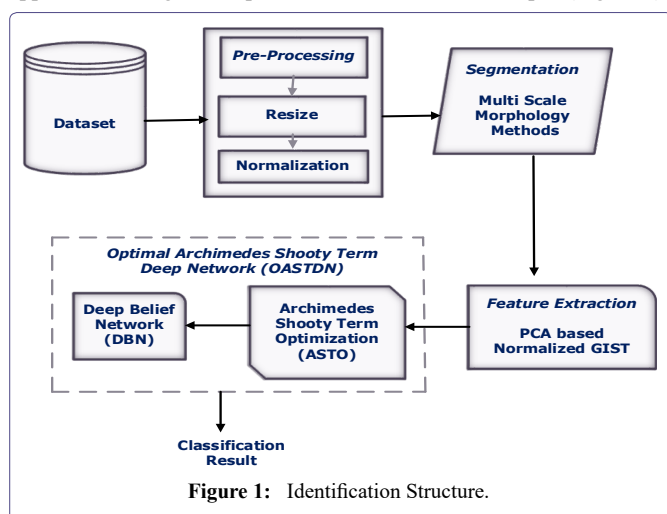 Dataset
Pre-Processing
Resize
Normalization
Segmentation
Multi Scale
Morphology
Methods
Optimal Archimedes Shooty Term
Deep Network (OASTDN)
Deep Belief
Network
(DBN)
Archimedes
Shooty Term
Optimization
(ASTO)
Feature Extraction
PCA based
Normalized GIST
Classification
Result
Figure 1: Identification Structure.